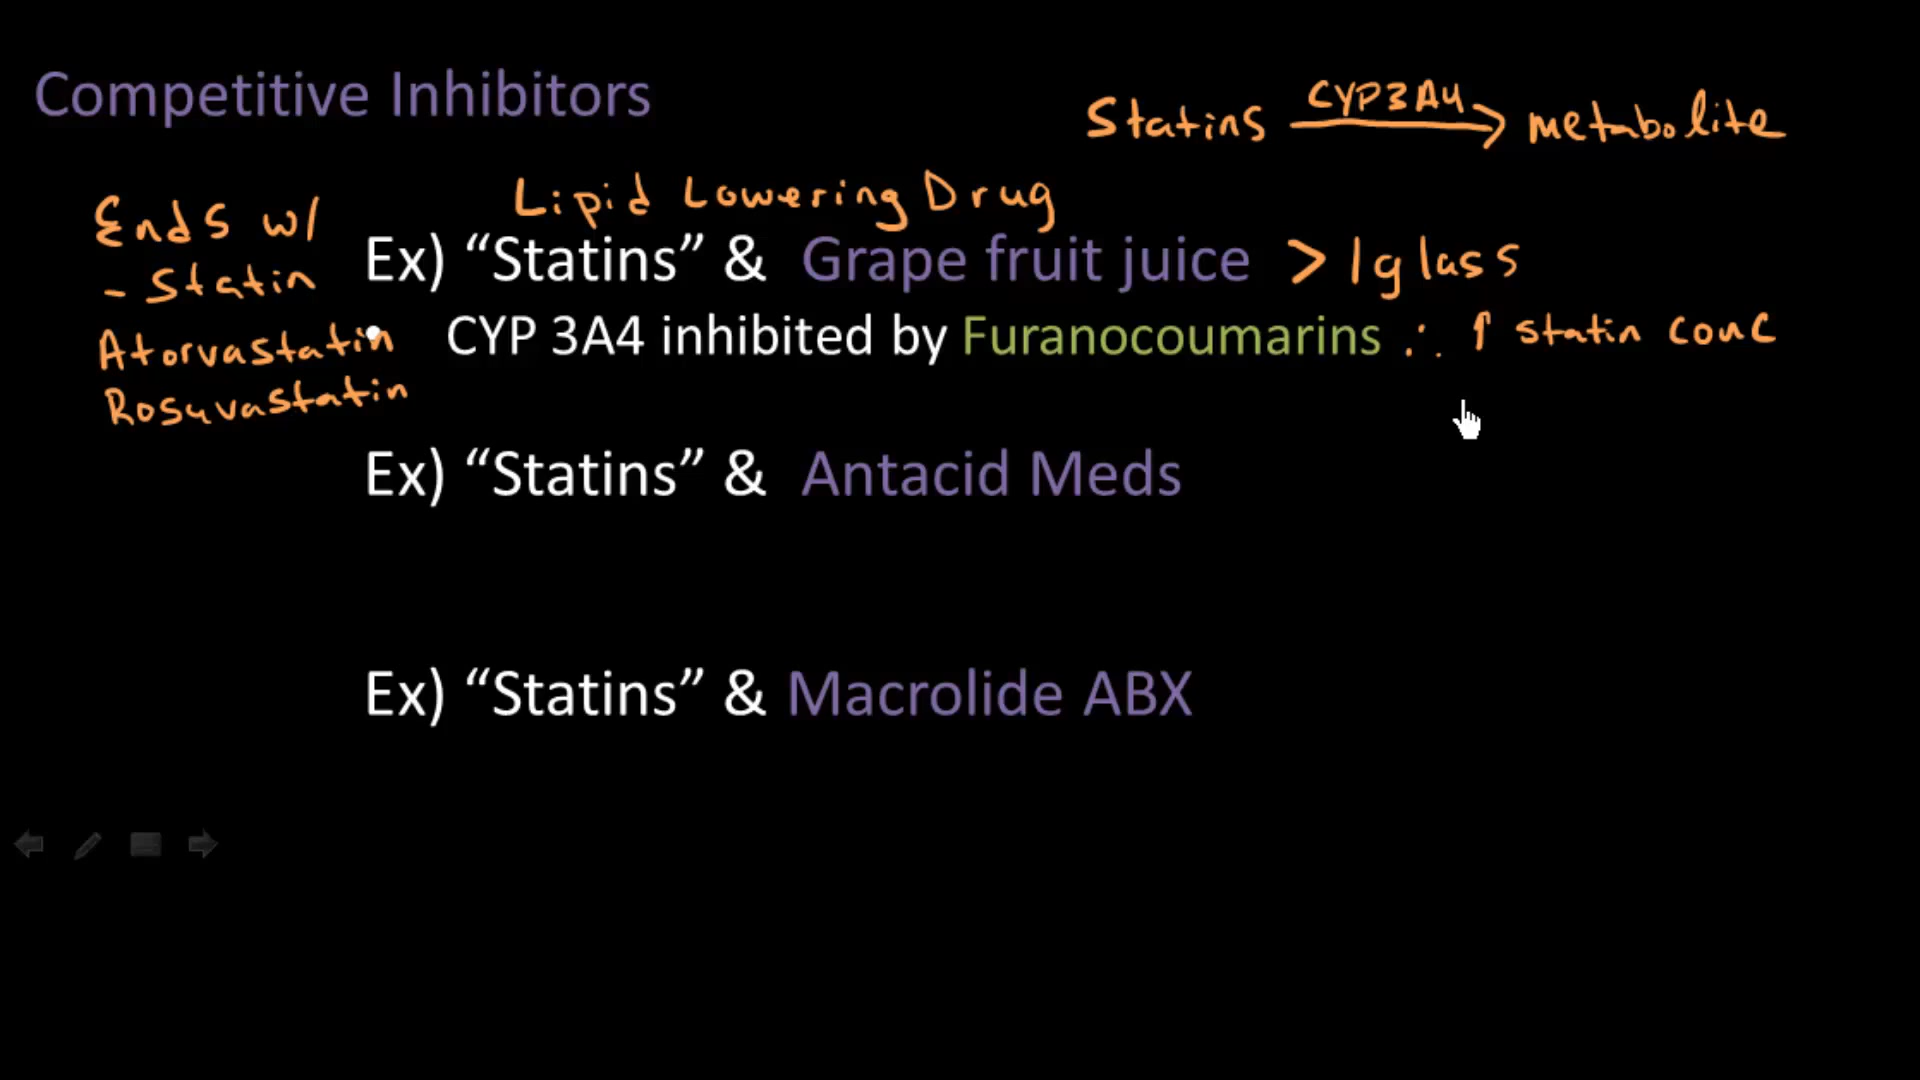 Competitive Inhibitors
Statins CYP3A4 metabolite
Ends w/
- Statin
Atorvastatin
Rosuvastatin
Lipid Lowering Drug
Ex) “Statins” & Grape fruit juice > 1 glass
• CYP 3A4 inhibited by Furanocoumarins ∴ ↑ statin conc
Ex) “Statins” & Antacid Meds
Ex) “Statins” & Macrolide ABX